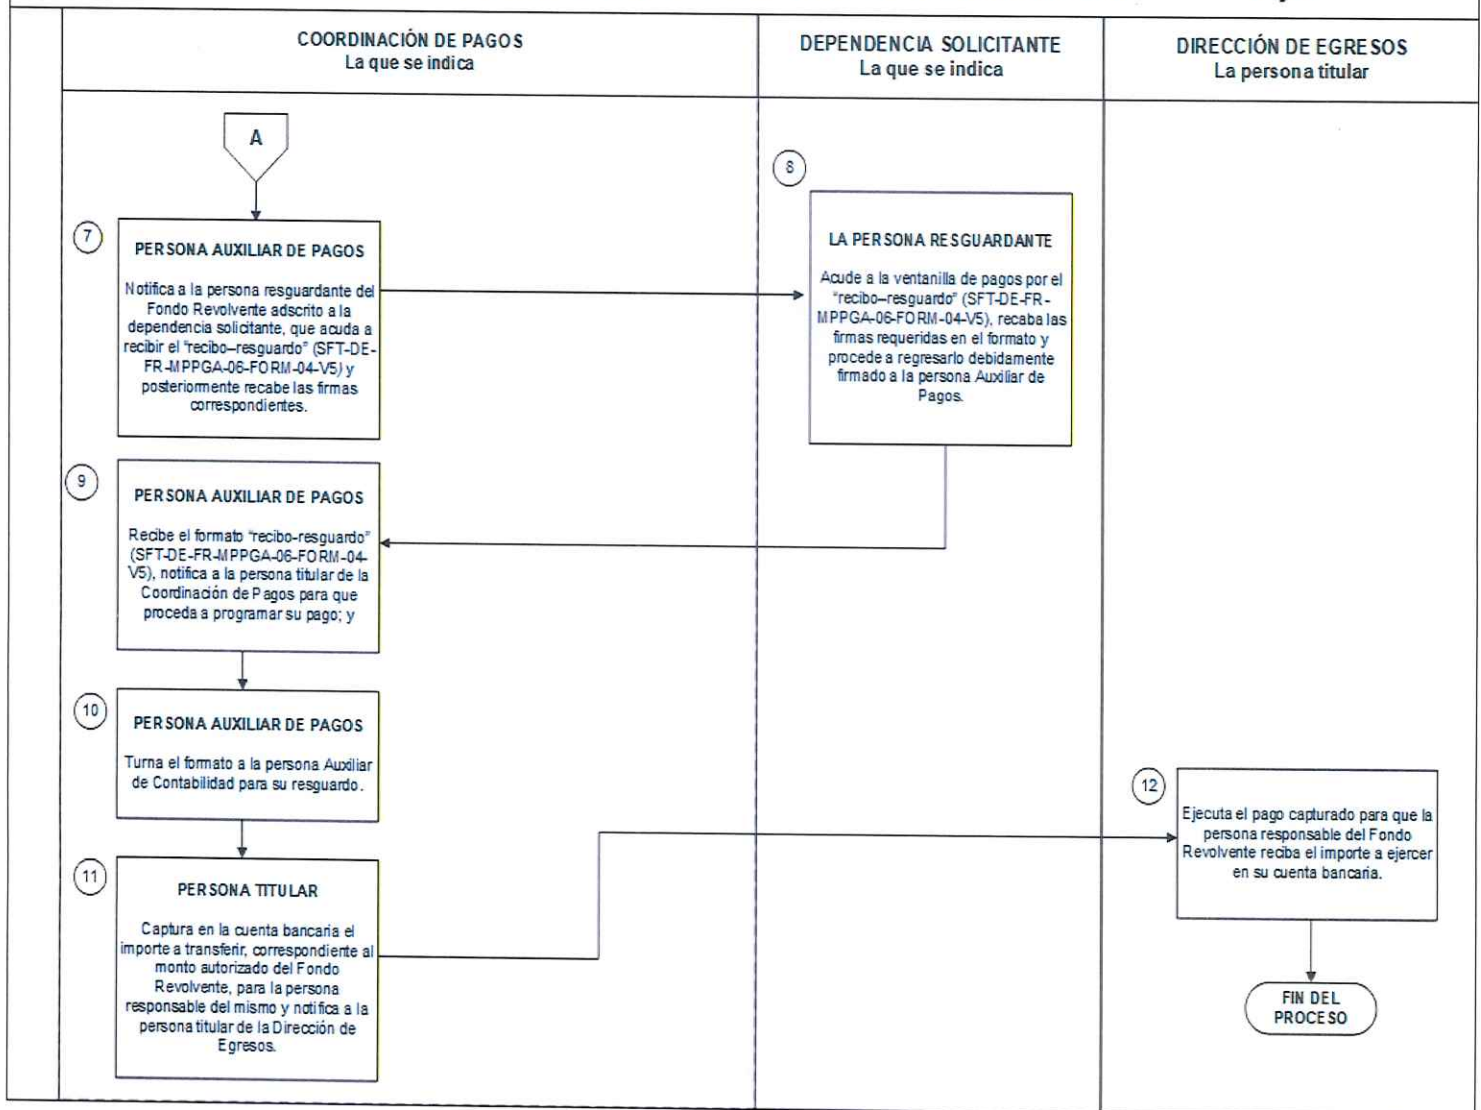 COORDINACIÓN DE PAGOS
La que se indica
DEPENDENCIA SOLICITANTE
La que se indica
DIRECCIÓN DE EGRESOS
La persona titular
A
7
PERSONA AUXILIAR DE PAGOS
Notifica a la persona resguardante del
Fondo Revolvente adscrito a la
dependencia solicitante, que acuda a
recibir el "recibo–resguardo" (SFT-DE-
FR-MPPGA-06-FORM-04-V5) y
posteriormente recabe las firmas
correspondientes.
8
LA PERSONA RESGUARDANTE
Acude a la ventanilla de pagos por el
"recibo–resguardo" (SFT-DE-FR-
MPPGA-06-FORM-04-V5), recaba las
firmas requeridas en el formato y
procede a regresarlo debidamente
firmado a la persona Auxiliar de
Pagos.
9
PERSONA AUXILIAR DE PAGOS
Recibe el formato "recibo-resguardo"
(SFT-DE-FR-MPPGA-06-FORM-04-
V5), notifica a la persona titular de la
Coordinación de Pagos para que
proceda a programar su pago; y
10
PERSONA AUXILIAR DE PAGOS
Turna el formato a la persona Auxiliar
de Contabilidad para su resguardo.
11
PERSONA TITULAR
Captura en la cuenta bancaria el
importe a transferir, correspondiente al
monto autorizado del Fondo
Revolvente, para la persona
responsable del mismo y notifica a la
persona titular de la Dirección de
Egresos.
12
Ejecuta el pago capturado para que la
persona responsable del Fondo
Revolvente reciba el importe a ejercer
en su cuenta bancaria.
FIN DEL
PROCESO